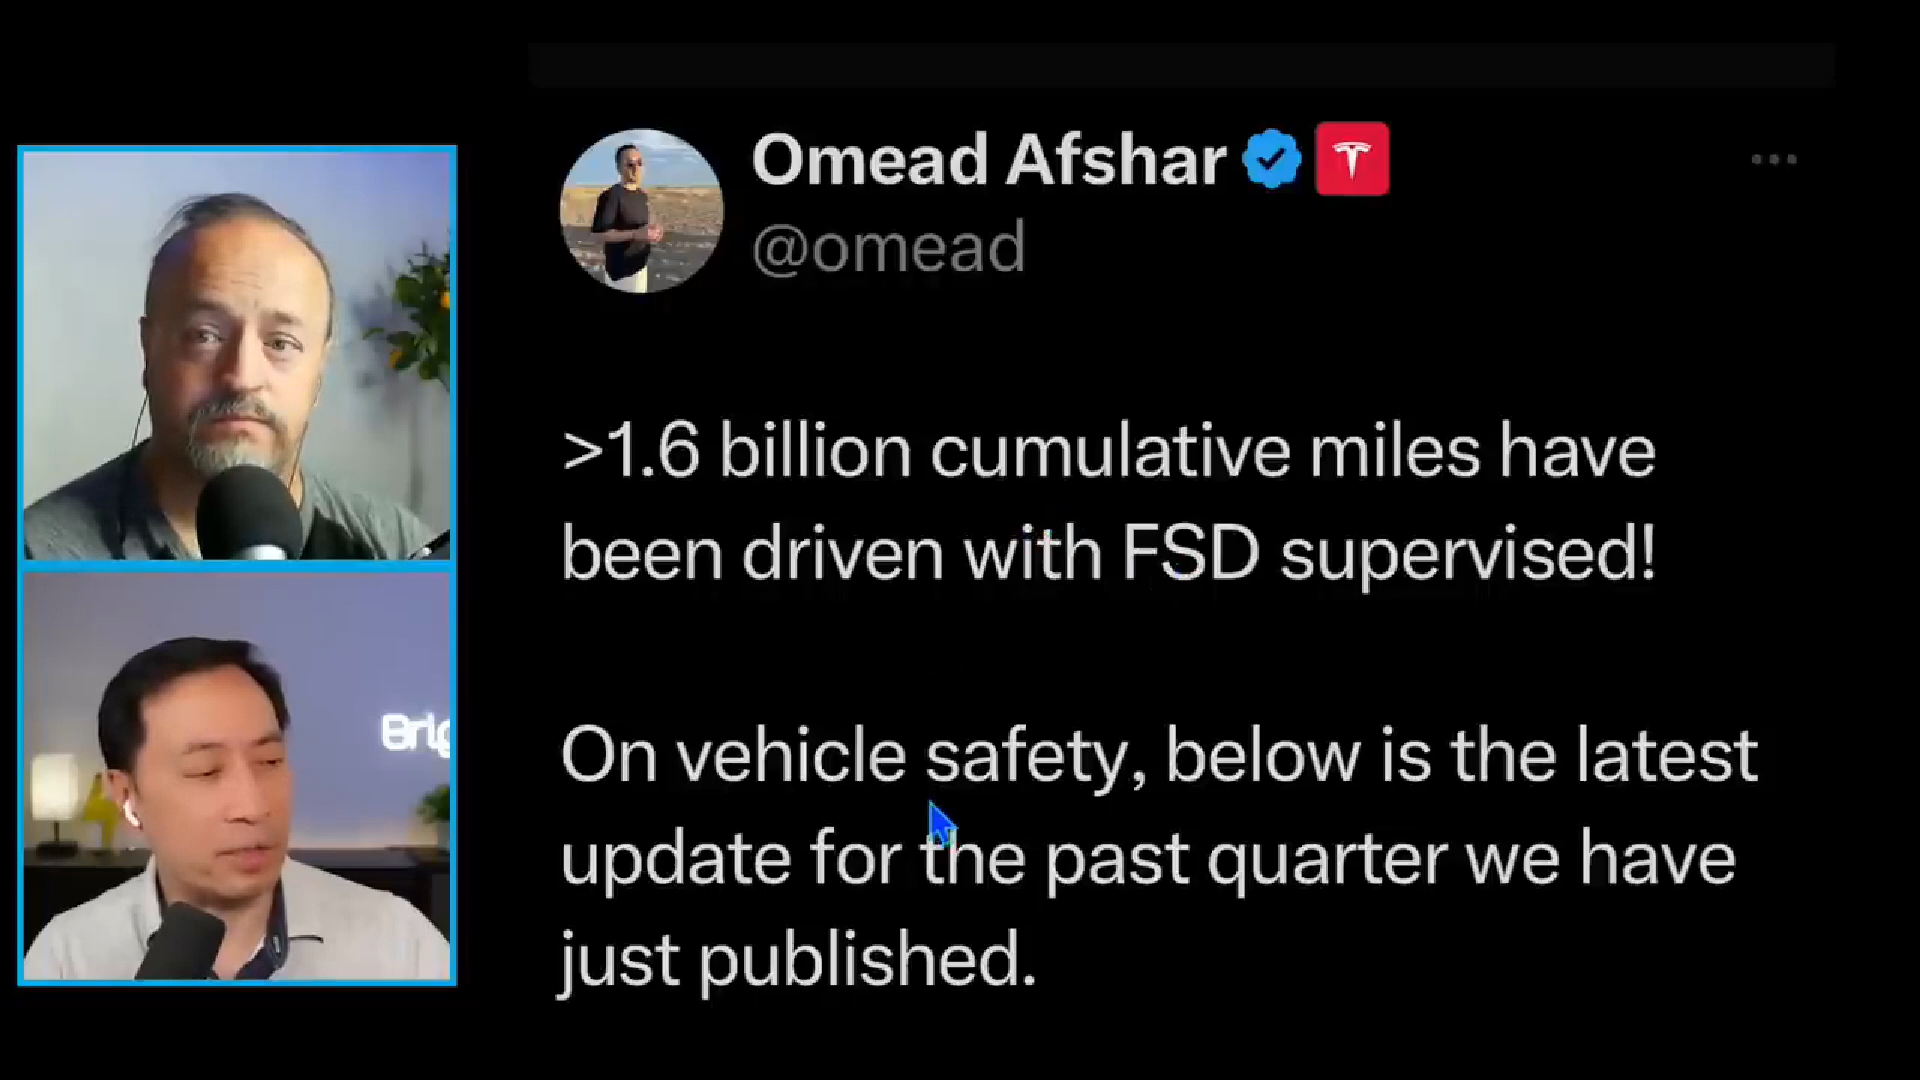 Omead Afshar
@omead
>1.6 billion cumulative miles have
been driven with FSD supervised!
On vehicle safety, below is the latest
update for the past quarter we have
just published.
Brig